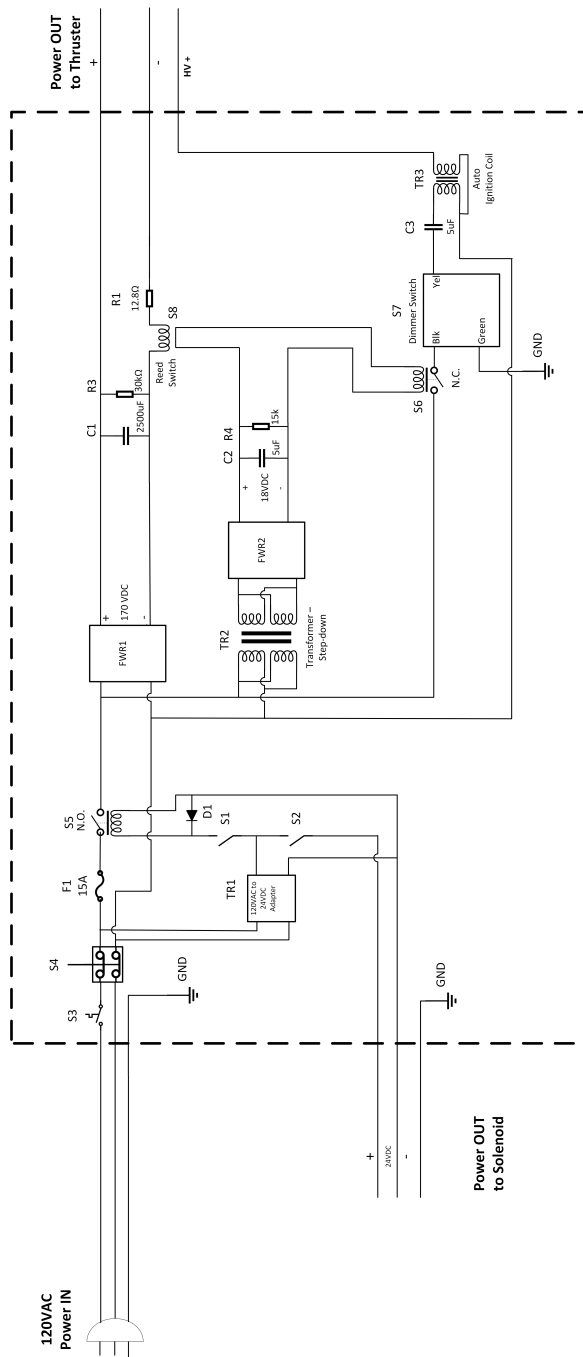 120VAC
Power IN
S3
S4
GND
F1
15A
S5
N.O.
D1
S1
S2
TR1
120VAC to
24VDC
Adapter
+
24VDC
-
GND
Power OUT
to Solenoid
FWR1
+
170 VDC
-
TR2
Transformer –
Step-down
FWR2
+
18VDC
-
C1
2500uF
R3
30kΩ
C2
5uF
R4
15k
Reed
Switch
S8
R1
12.8Ω
S6
N.C.
S7
Dimmer Switch
Blk
Yel
Green
GND
C3
5uF
TR3
Auto
Ignition Coil
Power OUT
to Thruster
+
-
HV +